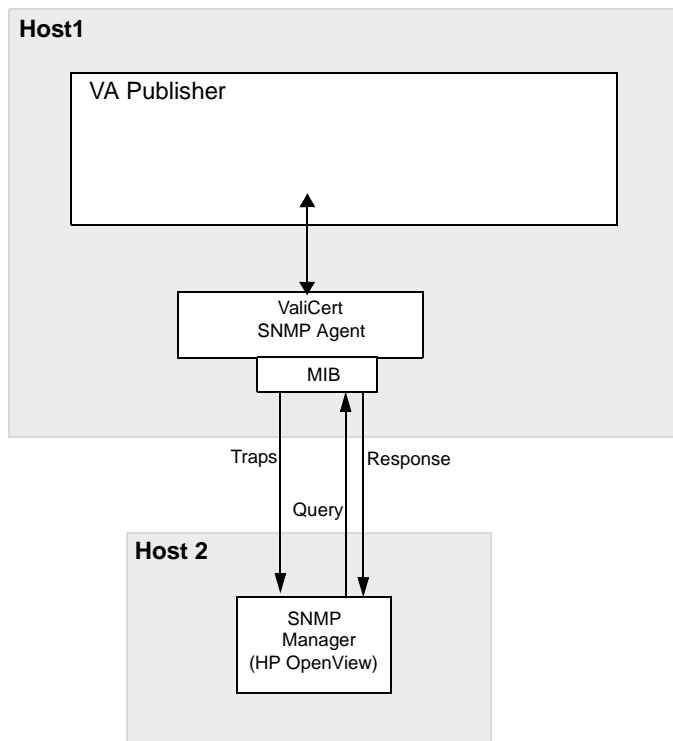 Host1
VA Publisher
ValiCert
SNMP Agent
MIB
Traps
Response
Query
Host 2
SNMP
Manager
(HP OpenView)